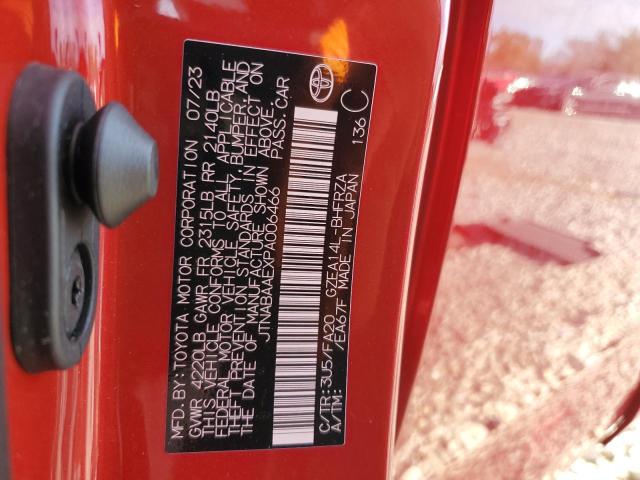 MFD.BY:TOYOTA MOTOR CORPORATION 07/23
GVWR 4220LB GAWR FR 2315LB RR 2140LB
THIS VEHICLE CONFORMS TO ALL APPLICABLE
FEDERAL MOTOR VEHICLE SAFETY,BUMPER,AND
THEFT PREVENTION STANDARDS IN EFFECT ON
THE DATE OF MANUFACTURE SHOWN ABOVE.
JTNABAAEXPA006466 PASS.CAR
C/TR:3U5/FA20 GZEA14L-BHFRZA
A/TM: /EA67F MADE IN JAPAN 136 C